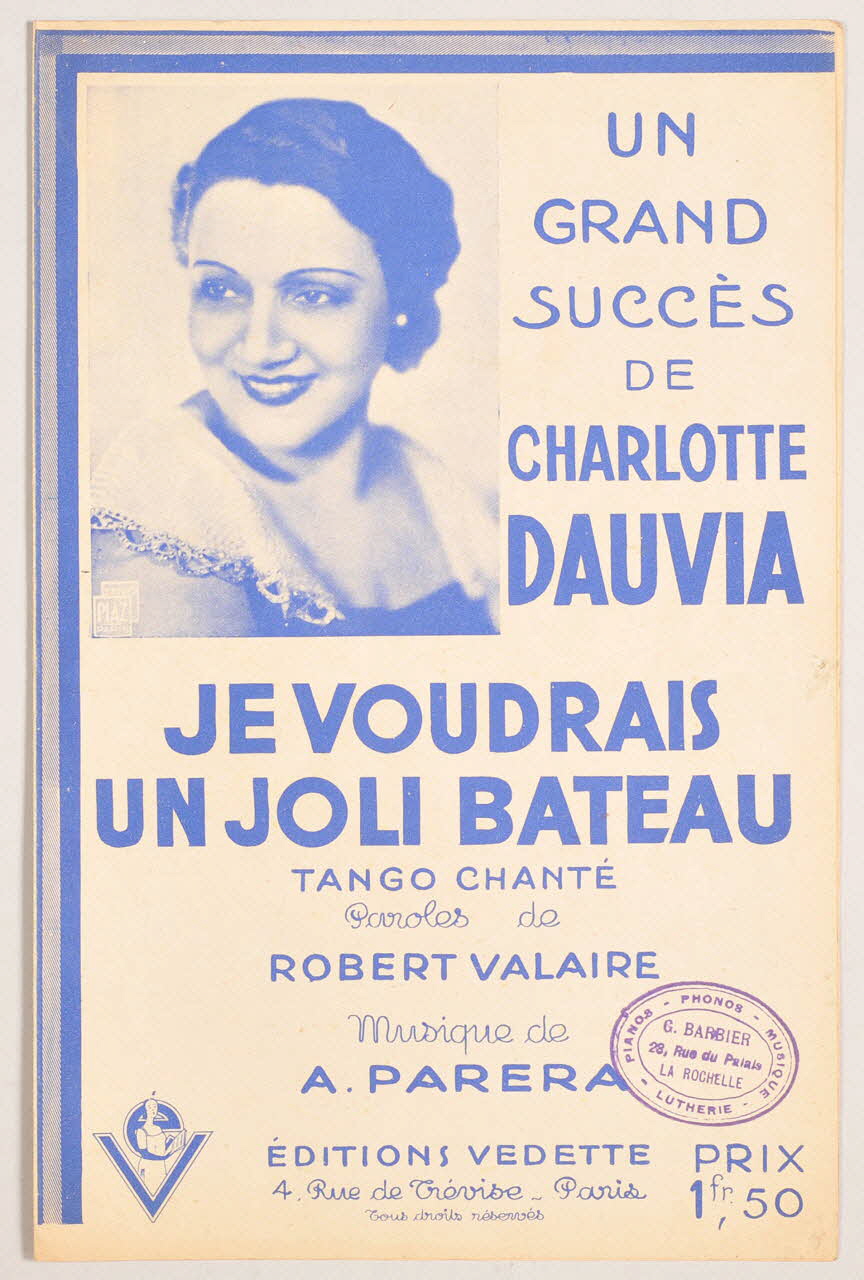 UN
GRAND
SUCCÈS
DE
CHARLOTTE
DAUVIA
PIAZ
JE VOUDRAIS
UN JOLI BATEAU
TANGO CHANTÉ
Paroles de
ROBERT VALAIRE
Musique de
A. PARERA
PIANOS - PHONOS - MUSIQUE - LUTHERIE -
G. BARBIER
28, Rue du Palais
LA ROCHELLE
V
ÉDITIONS VEDETTE
4, Rue de Trévise - Paris
Tous droits réservés
PRIX
1fr, 50